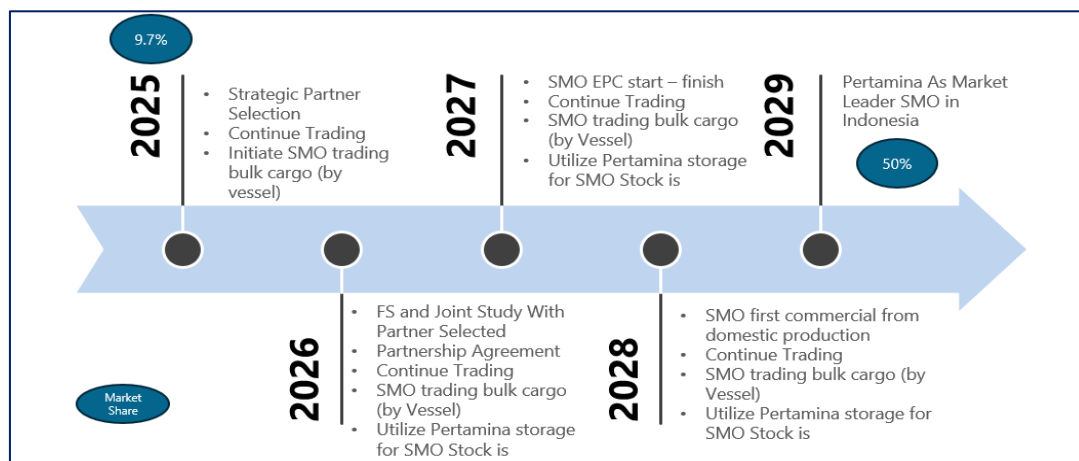 9.7%
2025
• Strategic Partner
Selection
• Continue Trading
• Initiate SMO trading
bulk cargo (by
vessel)
2027
• SMO EPC start – finish
• Continue Trading
• SMO trading bulk cargo
(by Vessel)
• Utilize Pertamina storage
for SMO Stock is
2029
Pertamina As Market
Leader SMO in
Indonesia
50%
2026
• FS and Joint Study With
Partner Selected
• Partnership Agreement
• Continue Trading
• SMO trading bulk cargo
(by Vessel)
• Utilize Pertamina storage
for SMO Stock is
2028
• SMO first commercial from
domestic production
• Continue Trading
• SMO trading bulk cargo (by
Vessel)
• Utilize Pertamina storage for
SMO Stock is
Market
Share